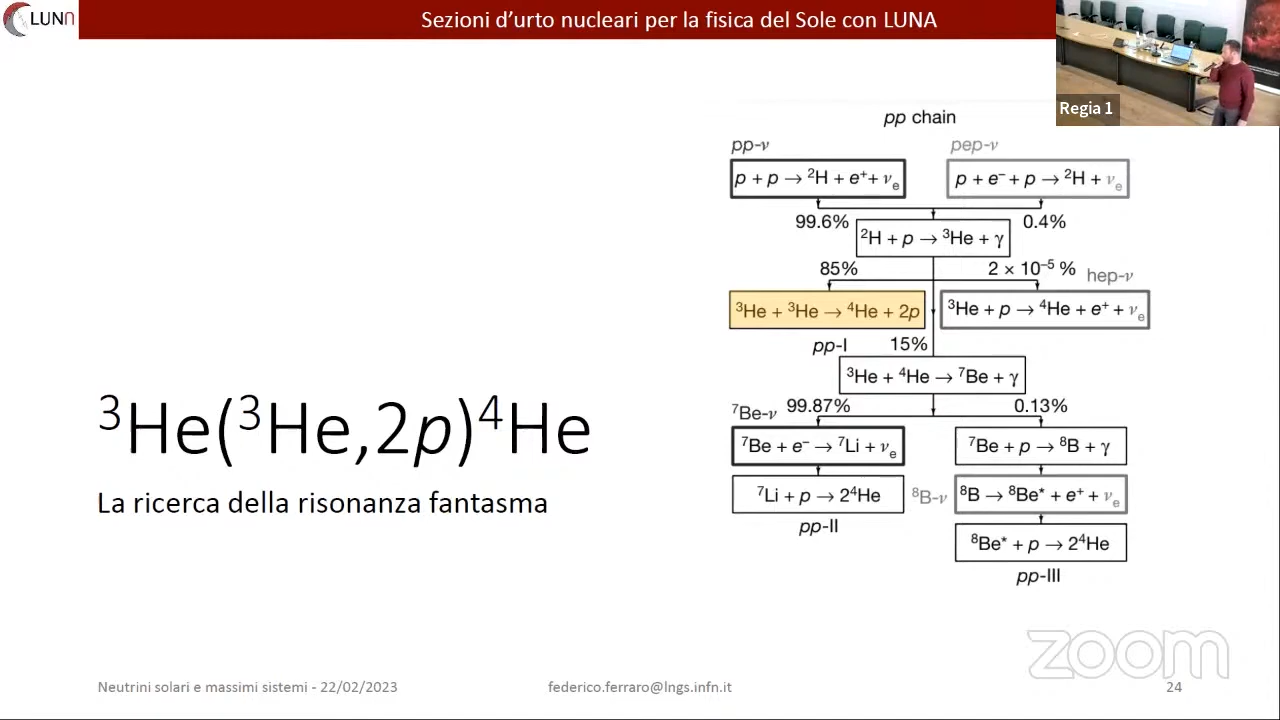 LUNA
Sezioni d'urto nucleari per la fisica del Sole con LUNA
Regia 1
pp chain
pp-ν
pep-ν
p + p → ²H + e⁺ + νₑ
p + e⁻ + p → ²H + νₑ
99.6%
0.4%
²H + p → ³He + γ
85%
2 × 10⁻⁵ %
hep-ν
³He + ³He → ⁴He + 2p
³He + p → ⁴He + e⁺ + νₑ
pp-I
15%
³He + ⁴He → ⁷Be + γ
⁷Be-ν
99.87%
0.13%
⁷Be + e⁻ → ⁷Li + νₑ
⁷Be + p → ⁸B + γ
⁷Li + p → 2⁴He
⁸B-ν
⁸B → ⁸Be* + e⁺ + νₑ
pp-II
⁸Be* + p → 2⁴He
pp-III
³He(³He,2p)⁴He
La ricerca della risonanza fantasma
zoom
Neutrini solari e massimi sistemi - 22/02/2023
federico.ferraro@lngs.infn.it
24